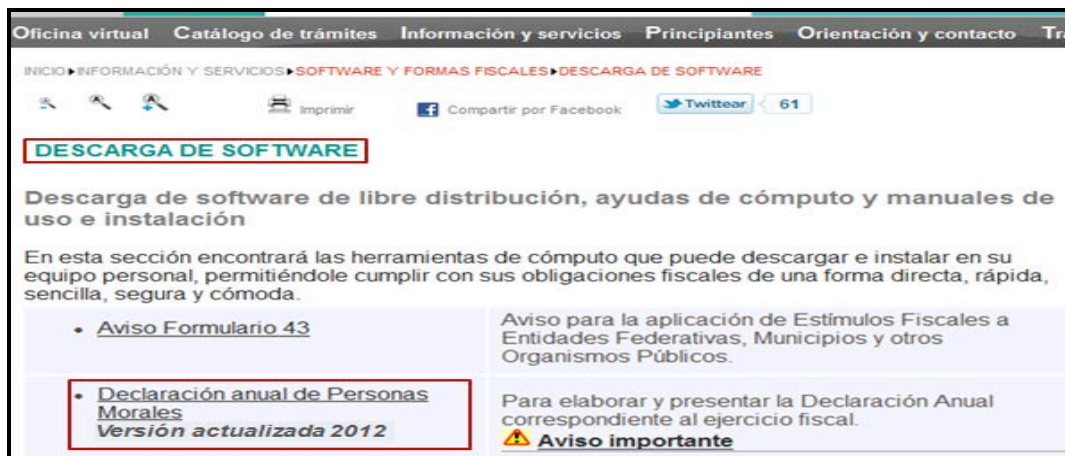 Oficina virtual Catálogo de trámites Información y servicios Principiantes Orientación y contacto
INICIO▶INFORMACIÓN Y SERVICIOS▶SOFTWARE Y FORMAS FISCALES▶DESCARGA DE SOFTWARE
Imprimir Compartir por Facebook Twittear 61
DESCARGA DE SOFTWARE
Descarga de software de libre distribución, ayudas de cómputo y manuales de
uso e instalación
En esta sección encontrará las herramientas de cómputo que puede descargar e instalar en su
equipo personal, permitiéndole cumplir con sus obligaciones fiscales de una forma directa, rápida,
sencilla, segura y cómoda.
• Aviso Formulario 43
Aviso para la aplicación de Estímulos Fiscales a
Entidades Federativas, Municipios y otros
Organismos Públicos.
• Declaración anual de Personas
Morales
Versión actualizada 2012
Para elaborar y presentar la Declaración Anual
correspondiente al ejercicio fiscal.
Aviso importante